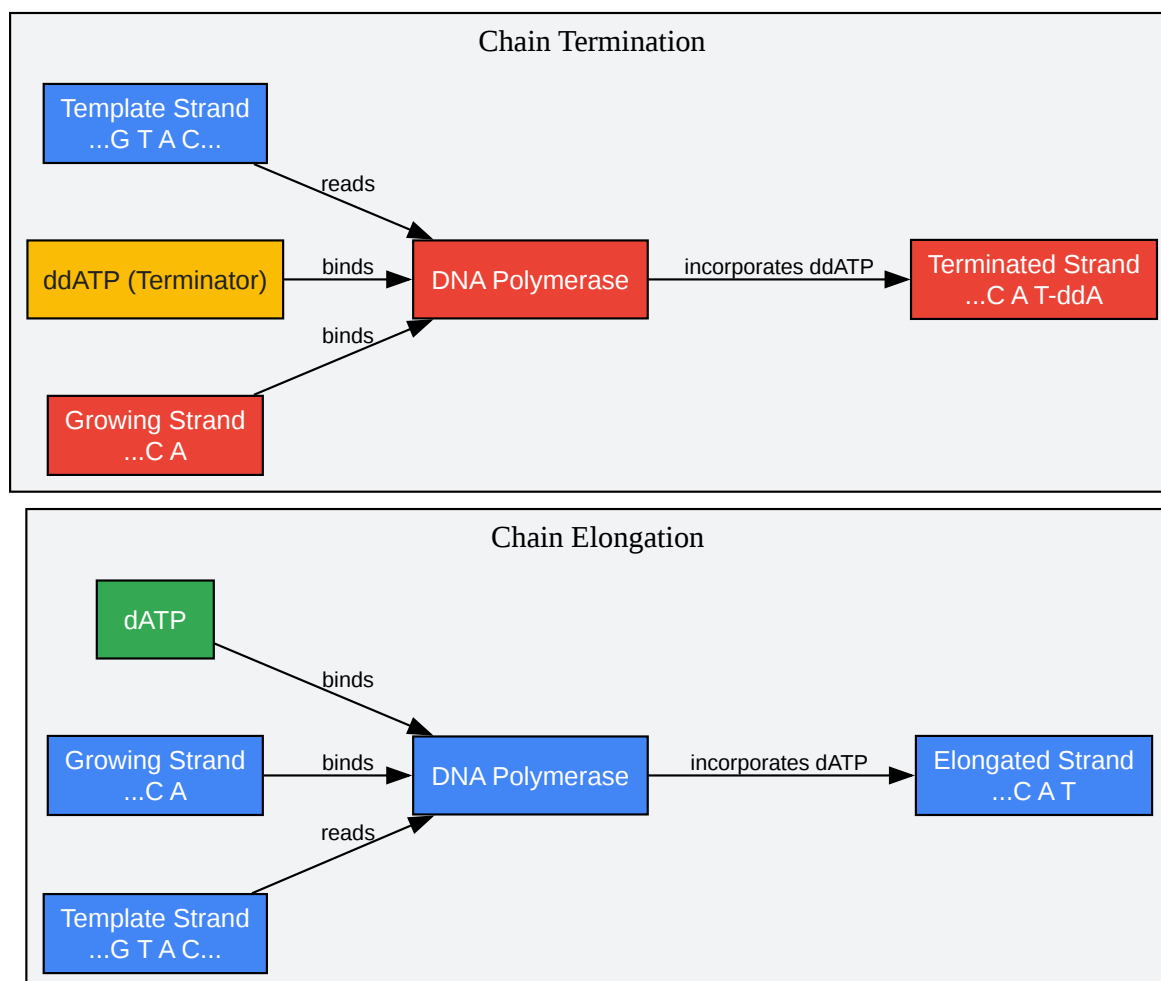 Chain Termination
Template Strand
...G T A C...
reads
ddATP (Terminator)
binds
DNA Polymerase
incorporates ddATP
Terminated Strand
...C A T-ddA
binds
Growing Strand
...C A
Chain Elongation
dATP
binds
Growing Strand
...C A
binds
DNA Polymerase
incorporates dATP
Elongated Strand
...C A T
reads
Template Strand
...G T A C...